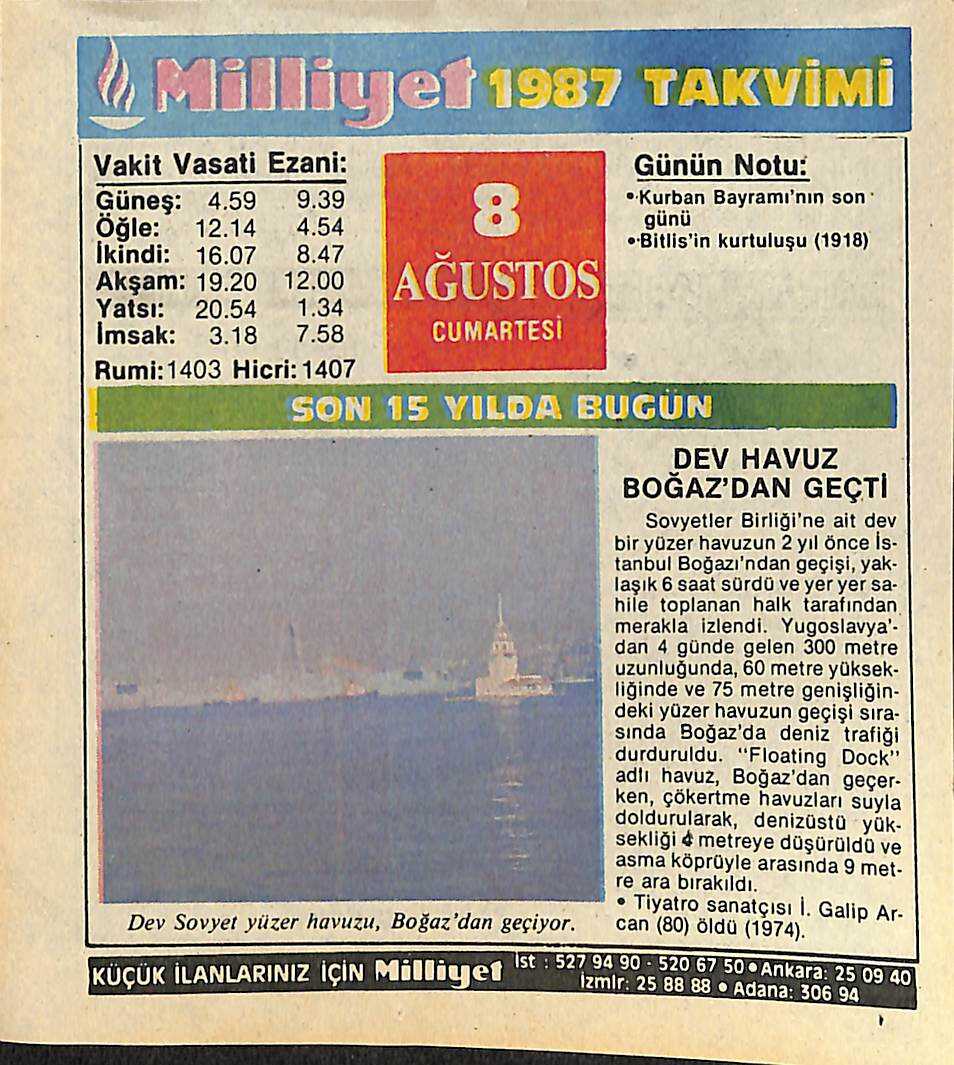 Milliyet 1987 TAKVİMİ
Vakit Vasati Ezani:
Güneş: 4.59 9.39
Öğle: 12.14 4.54
İkindi: 16.07 8.47
Akşam: 19.20 12.00
Yatsı: 20.54 1.34
İmsak: 3.18 7.58
Rumi: 1403 Hicri: 1407
8
AĞUSTOS
CUMARTESİ
Günün Notu:
• Kurban Bayramı'nın son
günü
• Bitlis'in kurtuluşu (1918)
SON 15 YILDA BUGÜN
DEV HAVUZ
BOĞAZ'DAN GEÇTİ
Sovyetler Birliği'ne ait dev
bir yüzer havuzun 2 yıl önce İs-
tanbul Boğazı'ndan geçişi, yak-
laşık 6 saat sürdü ve yer yer sa-
hile toplanan halk tarafından
merakla izlendi. Yugoslavya'-
dan 4 günde gelen 300 metre
uzunluğunda, 60 metre yüksek-
liğinde ve 75 metre genişliğin-
deki yüzer havuzun geçişi sıra-
sında Boğaz'da deniz trafiği
durduruldu. "Floating Dock"
adlı havuz, Boğaz'dan geçer-
ken, çökertme havuzları suyla
doldurularak, denizüstü yük-
sekliği metreye düşürüldü ve
asma köprüyle arasında 9 met-
re ara bırakıldı.
• Tiyatro sanatçısı İ. Galip Ar-
can (80) öldü (1974).
Dev Sovyet yüzer havuzu, Boğaz'dan geçiyor.
KÜÇÜK İLANLARINIZ İÇİN Milliyet
İst : 527 94 90 - 520 67 50 • Ankara: 25 09 40
İzmir: 25 88 88 • Adana: 306 94